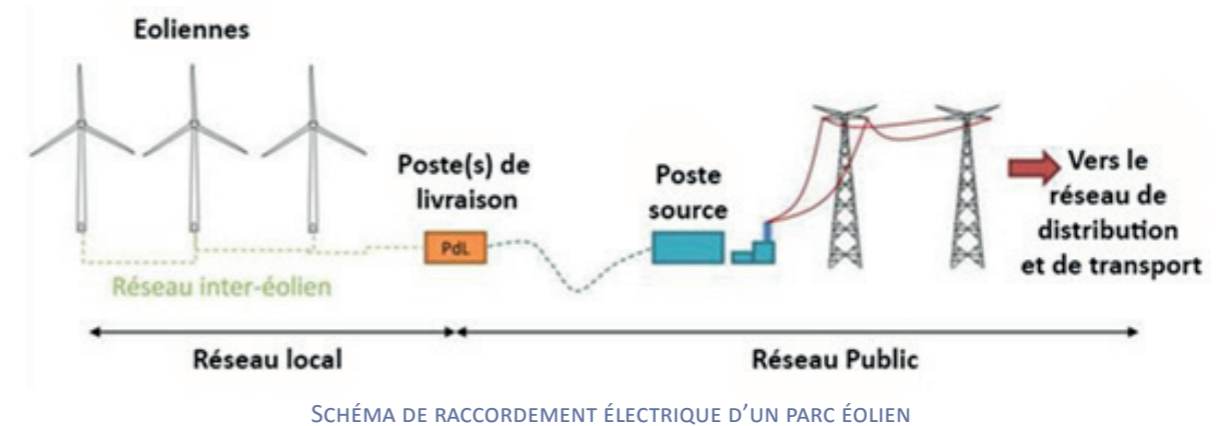 Eoliennes
Poste(s) de
livraison
PdL
Réseau inter-éolien
Poste
source
Vers le
réseau de
distribution
et de transport
Réseau local
Réseau Public
SCHÉMA DE RACCORDEMENT ÉLECTRIQUE D'UN PARC ÉOLIEN